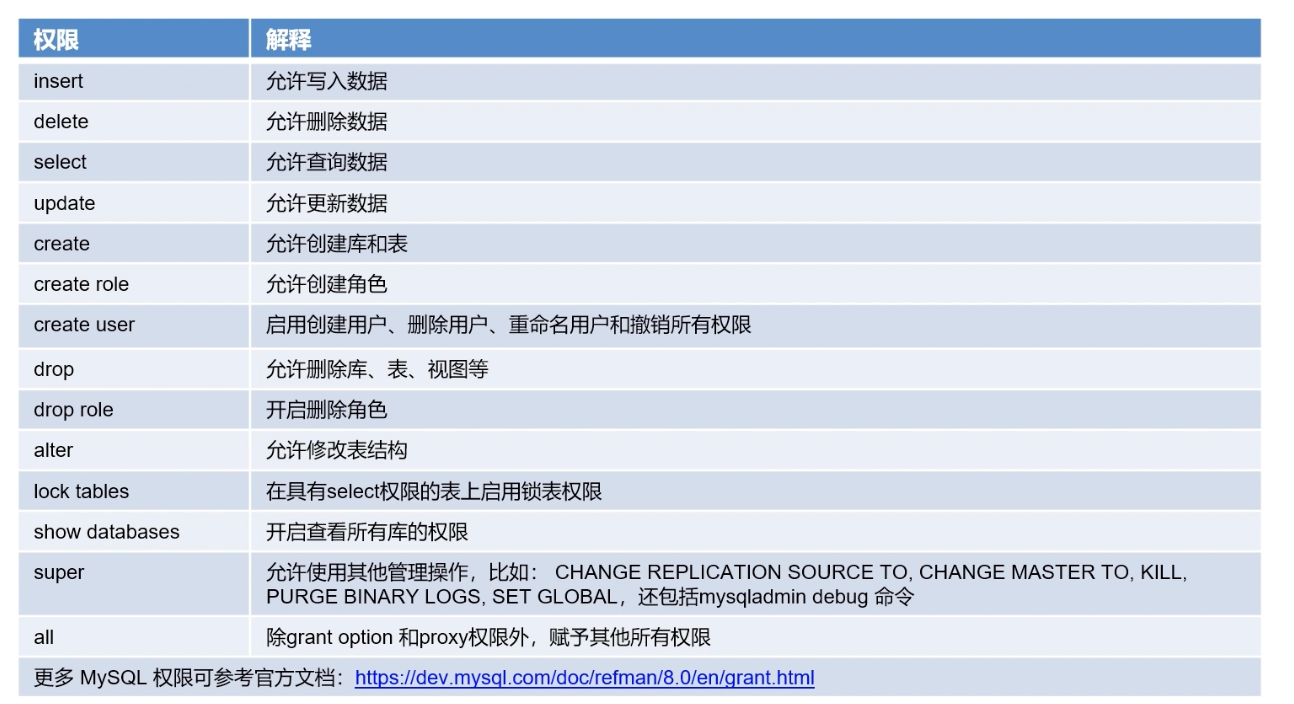 权限 解释
insert 允许写入数据
delete 允许删除数据
select 允许查询数据
update 允许更新数据
create 允许创建库和表
create role 允许创建角色
create user 启用创建用户、删除用户、重命名用户和撤销所有权限
drop 允许删除库、表、视图等
drop role 开启删除角色
alter 允许修改表结构
lock tables 在具有select权限的表上启用锁表权限
show databases 开启查看所有库的权限
super 允许使用其他管理操作，比如： CHANGE REPLICATION SOURCE TO, CHANGE MASTER TO, KILL,
PURGE BINARY LOGS, SET GLOBAL，还包括mysqladmin debug 命令
all 除grant option 和proxy权限外，赋予其他所有权限
更多 MySQL 权限可参考官方文档：https://dev.mysql.com/doc/refman/8.0/en/grant.html